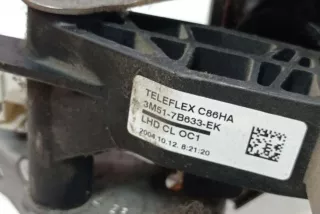 TELEFLEX C86HA
3M51-7B633-EK
LHD CL OC1
2004.10.12. 8:21:20